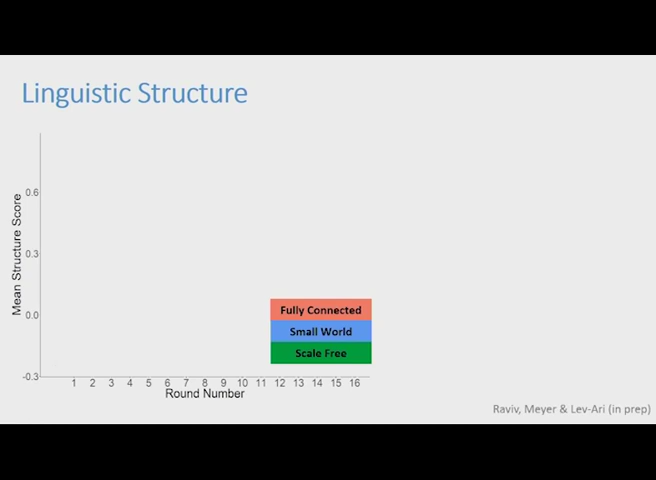 Linguistic Structure
Mean Structure Score
0.6
0.3
0.0
-0.3
Fully Connected
Small World
Scale Free
1 2 3 4 5 6 7 8 9 10 11 12 13 14 15 16
Round Number
Raviv, Meyer & Lev-Ari (in prep)